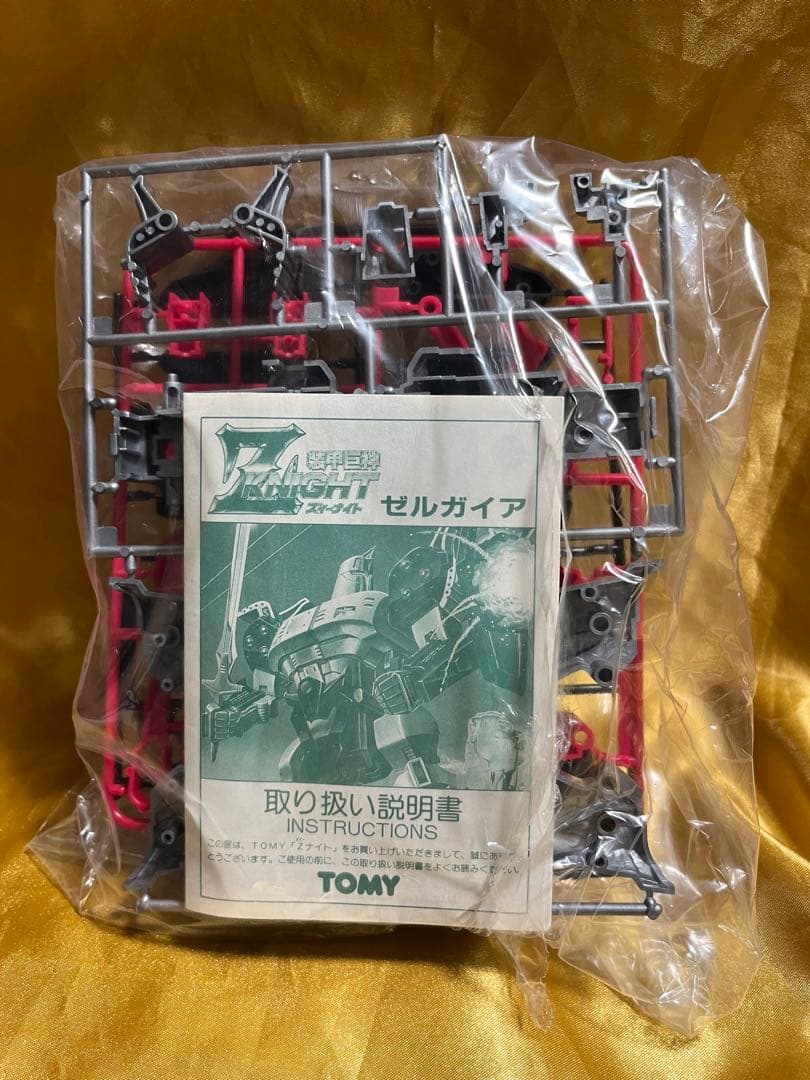 装甲巨神
Z KNIGHT
ズィーナイト
ゼルガイア
取り扱い説明書
INSTRUCTIONS
この度は、TOMY「Zナイト」をお買い上げいただきまして、誠にありが
とうございます。ご使用の前に、この取り扱い説明書をよくお読みください。
TOMY